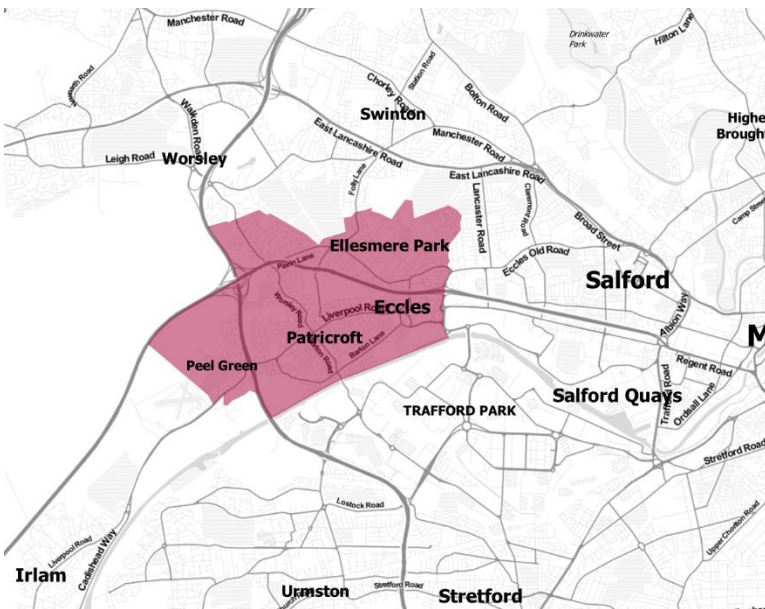 Manchester Road
Drinkwater
Park
Hilton Lane
Station Road
Chorley Road
Bolton Road
Swinton
Walkden Road
Manchester Road
East Lancashire Road
Leigh Road
Worsley
Folly Lane
East Lancashire Road
Lancaster Road
Claremont Road
Broad Street
Camp Street
Ellesmere Park
Parrin Lane
Eccles Old Road
Salford
Worsley Road
Liverpool Road
Eccles
Albion Way
Patricroft
Barton Road
Barton Lane
Peel Green
Regent Road
Salford Quays
Trafford Road
Ordsall Lane
TRAFFORD PARK
Stretford Road
Lostock Road
Upper Chorlton Road
Liverpool Road
Cadishead Way
Irlam
Urmston
Stretford Road
Stretford